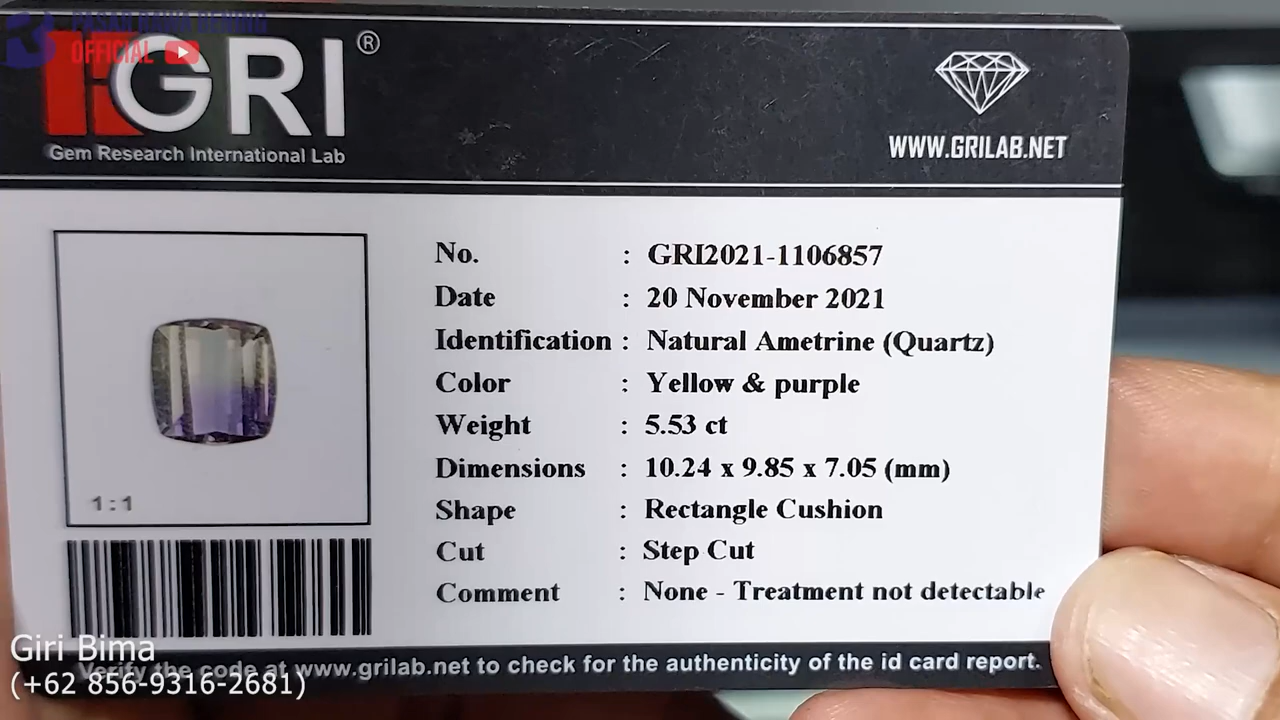 OFFICIAL
GRI®
Gem Research International Lab
WWW.GRILAB.NET
No. : GRI2021-1106857
Date : 20 November 2021
Identification : Natural Ametrine (Quartz)
Color : Yellow & purple
Weight : 5.53 ct
Dimensions : 10.24 x 9.85 x 7.05 (mm)
Shape : Rectangle Cushion
Cut : Step Cut
Comment : None - Treatment not detectable
1:1
Verify the code at www.grilab.net to check for the authenticity of the id card report.
Giri Bima
(+62 856-9316-2681)